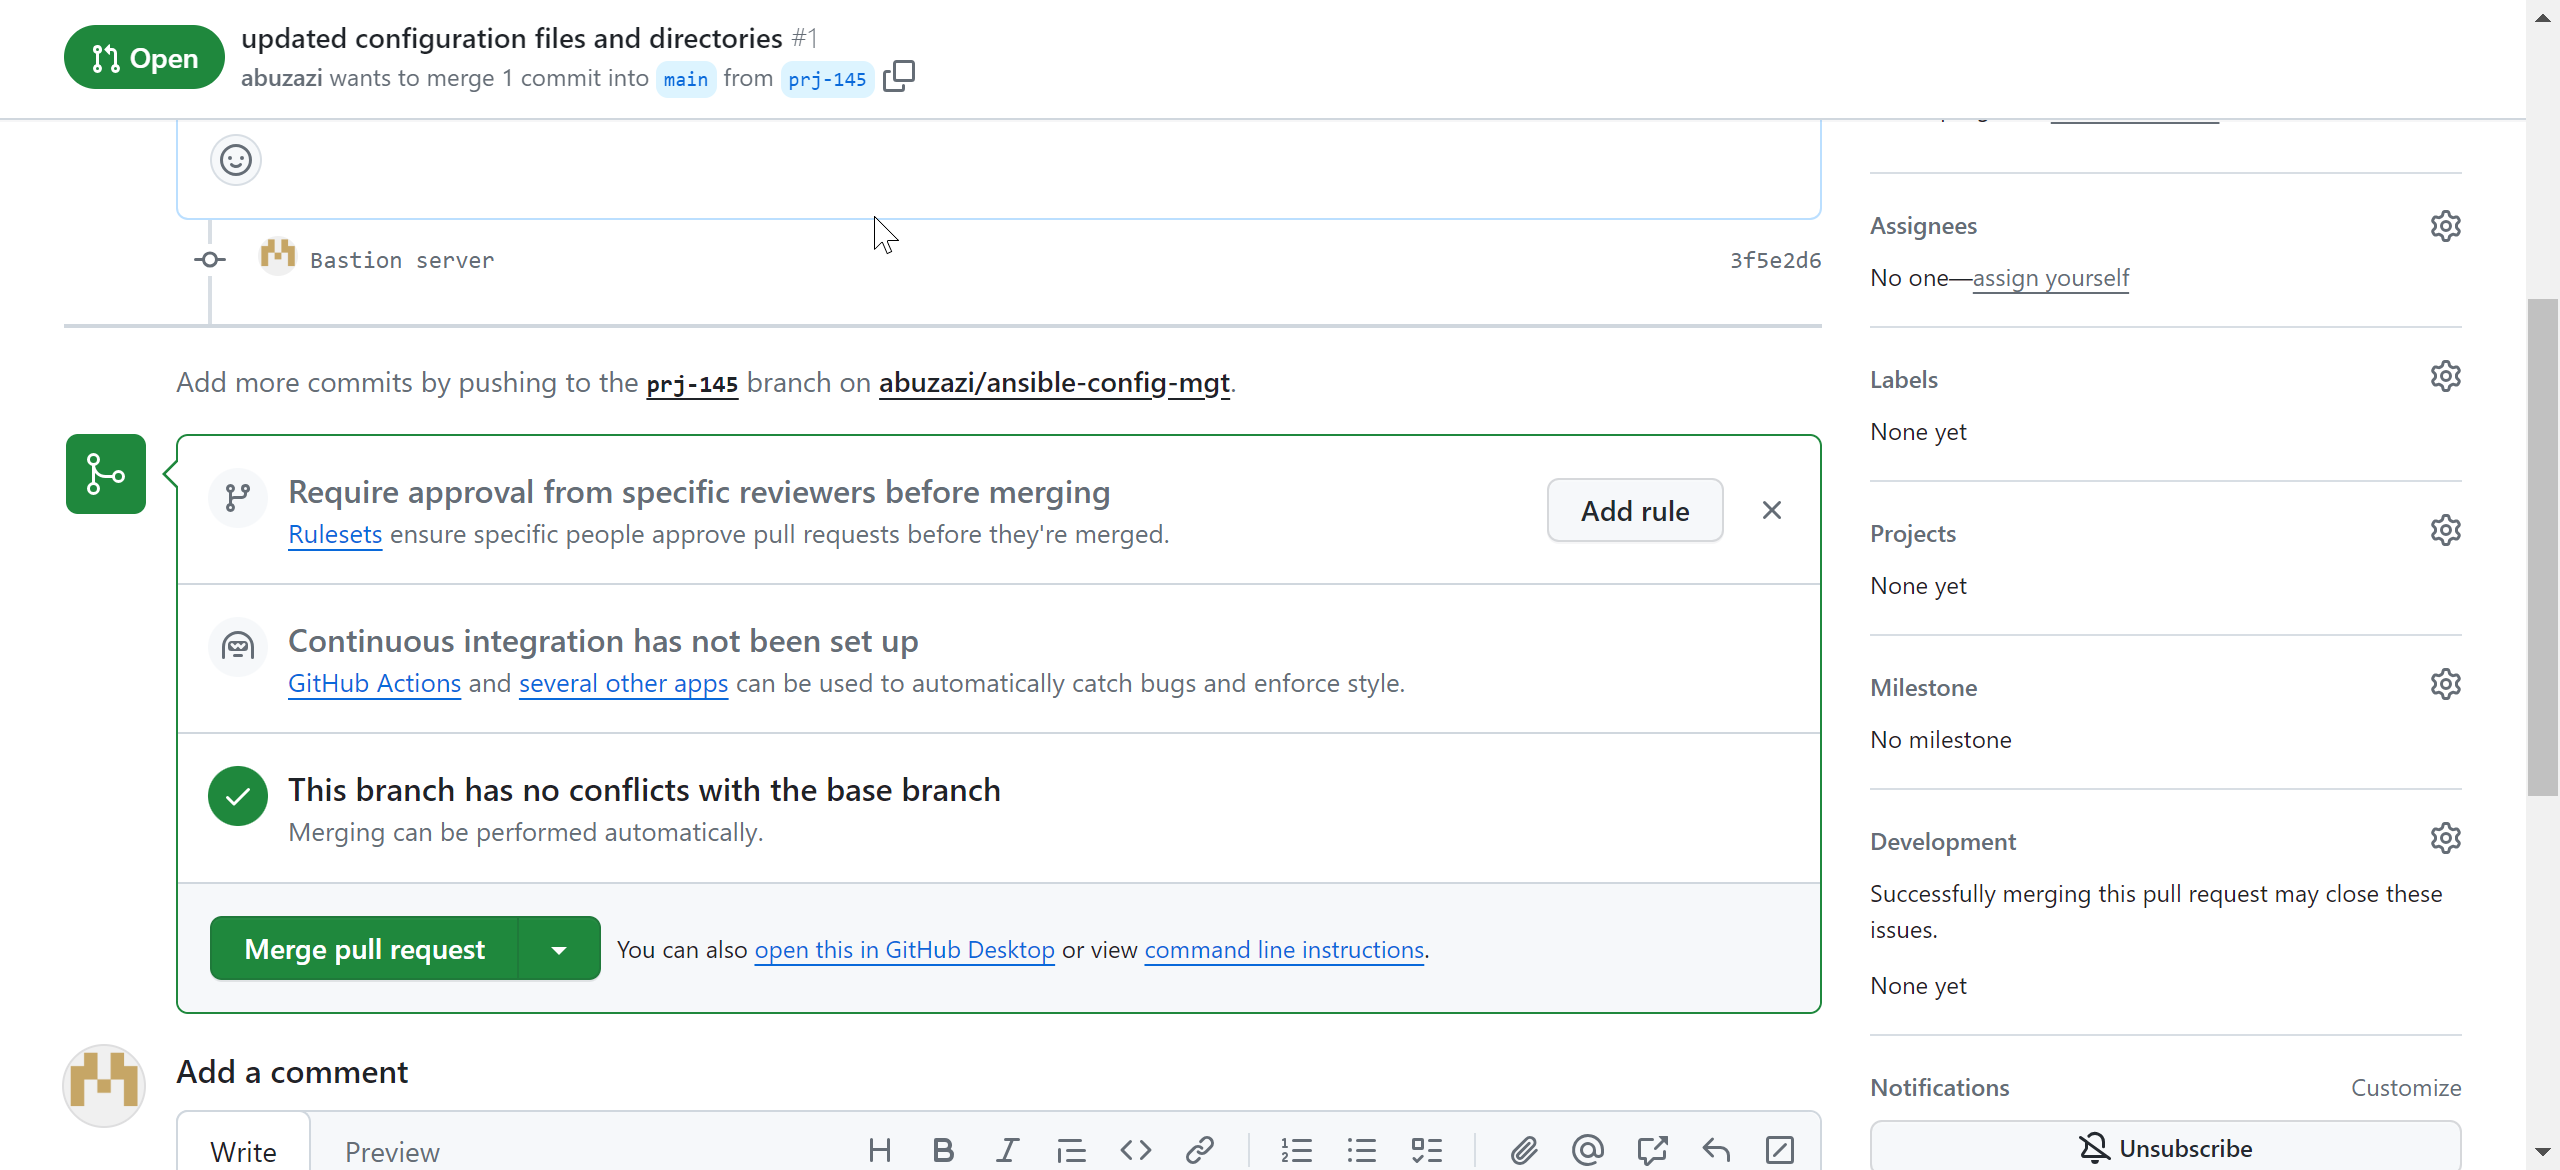 Open
updated configuration files and directories #1
abuzazi wants to merge 1 commit into main from prj-145
Bastion server 3f5e2d6
Add more commits by pushing to the prj-145 branch on abuzazi/ansible-config-mgt.
Require approval from specific reviewers before merging
Rulesets ensure specific people approve pull requests before they're merged.
Add rule
Continuous integration has not been set up
GitHub Actions and several other apps can be used to automatically catch bugs and enforce style.
This branch has no conflicts with the base branch
Merging can be performed automatically.
Merge pull request
You can also open this in GitHub Desktop or view command line instructions.
Add a comment
Write Preview
Assignees
No one—assign yourself
Labels
None yet
Projects
None yet
Milestone
No milestone
Development
Successfully merging this pull request may close these
issues.
None yet
Notifications Customize
Unsubscribe